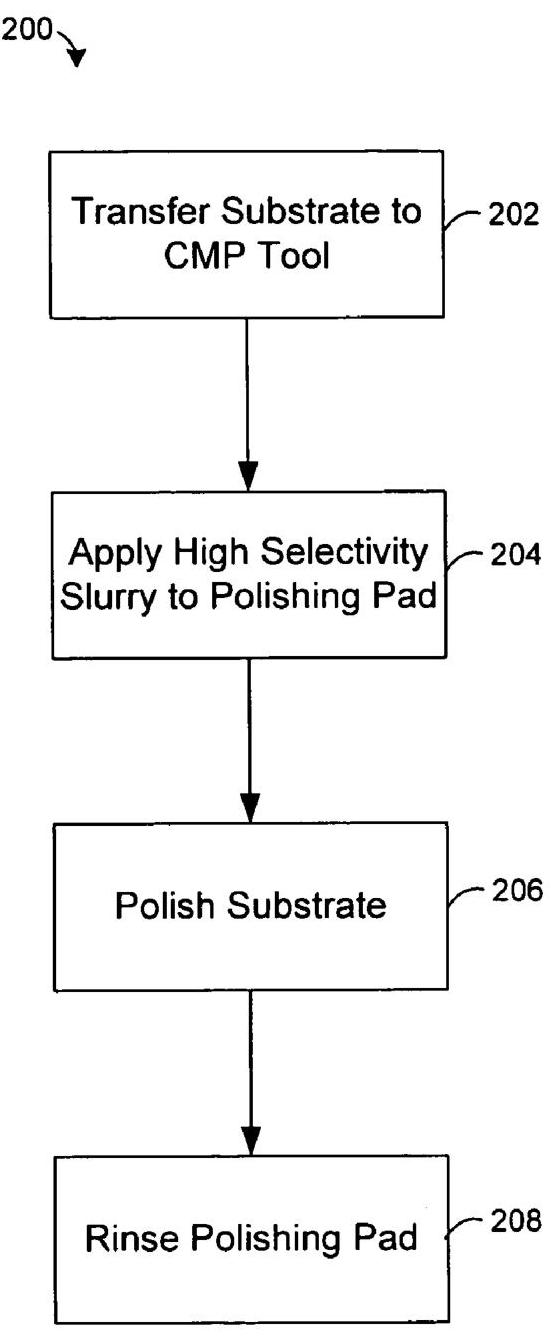 200
Transfer Substrate to
CMP Tool
202
Apply High Selectivity
Slurry to Polishing Pad
204
Polish Substrate
206
Rinse Polishing Pad
208